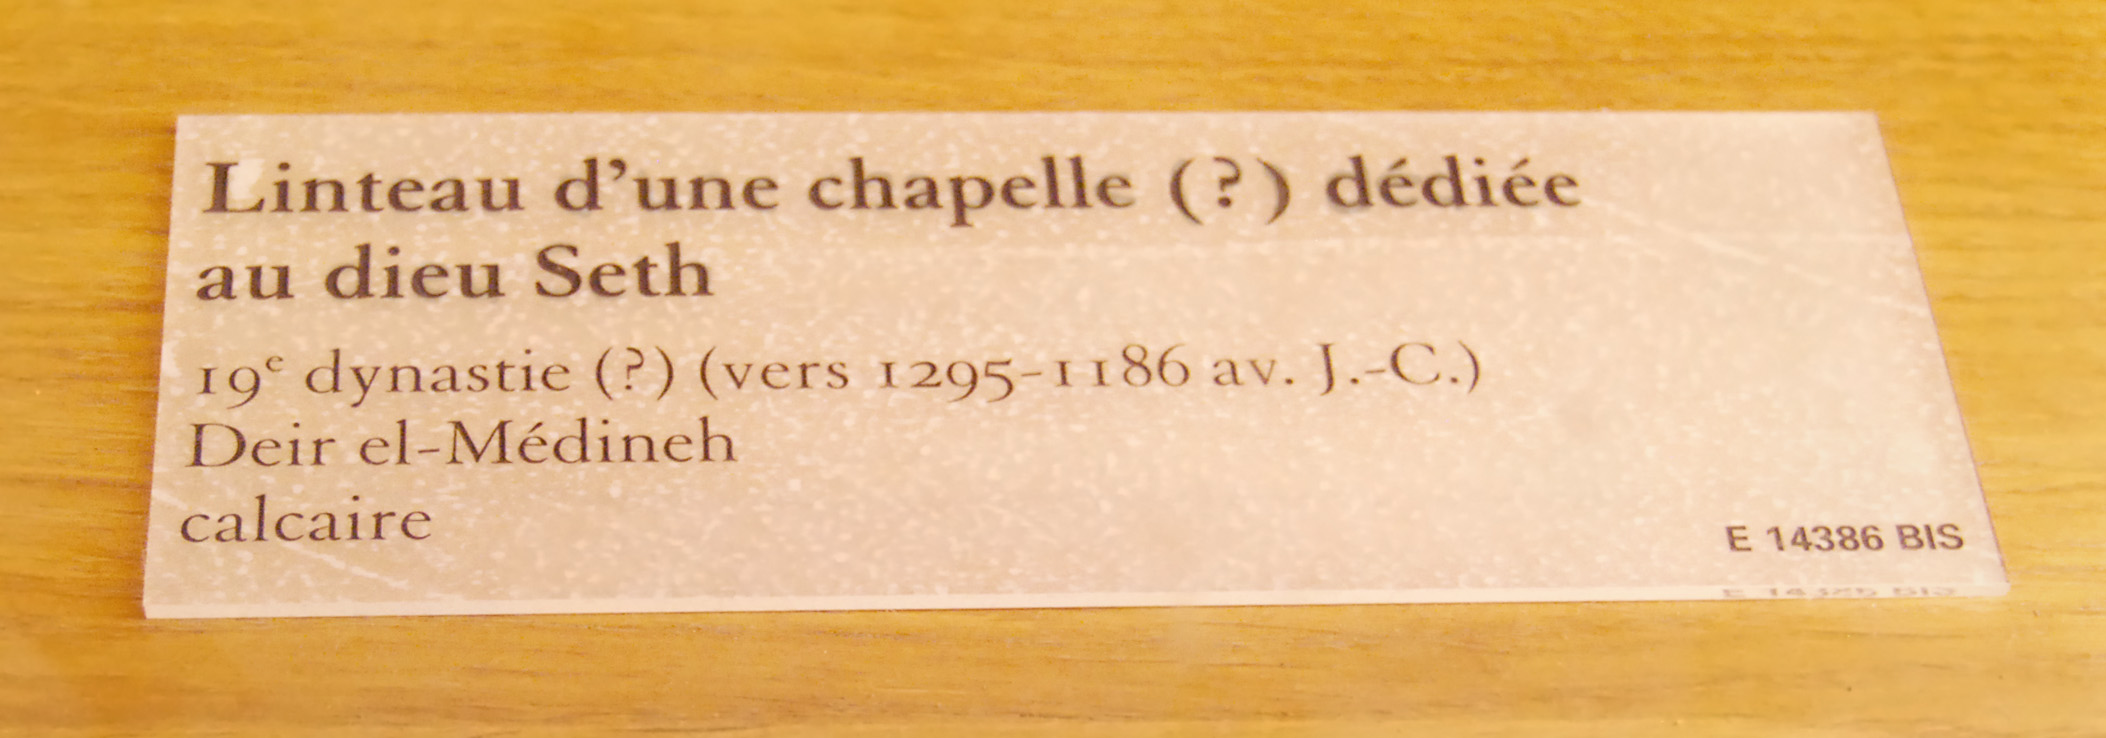 Linteau d'une chapelle (?) dédiée
au dieu Seth
19e dynastie (?) (vers 1295-1186 av. J.-C.)
Deir el-Médineh
calcaire
E 14386 BIS